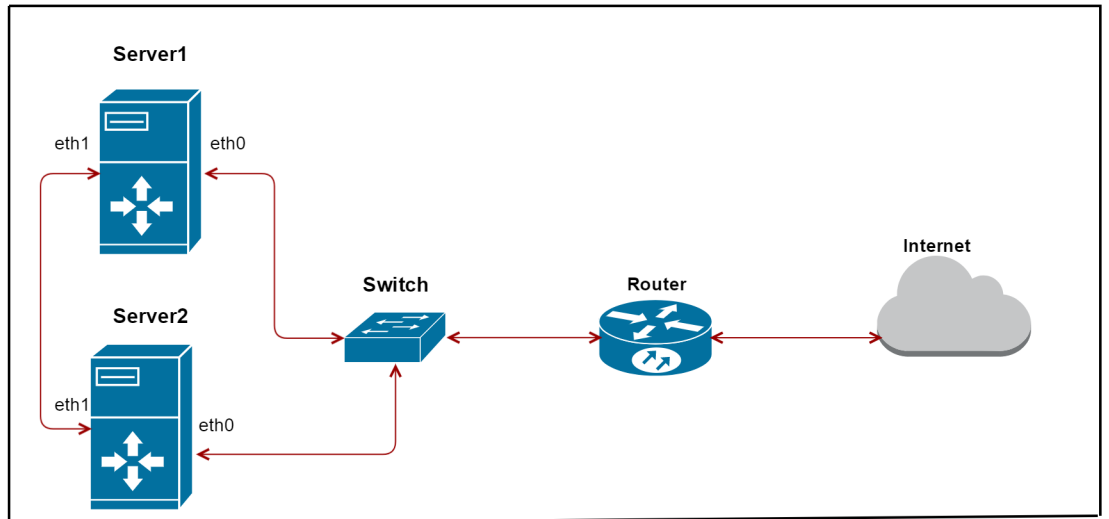 Server1
eth1
eth0
Server2
eth1
eth0
Switch
Router
Internet